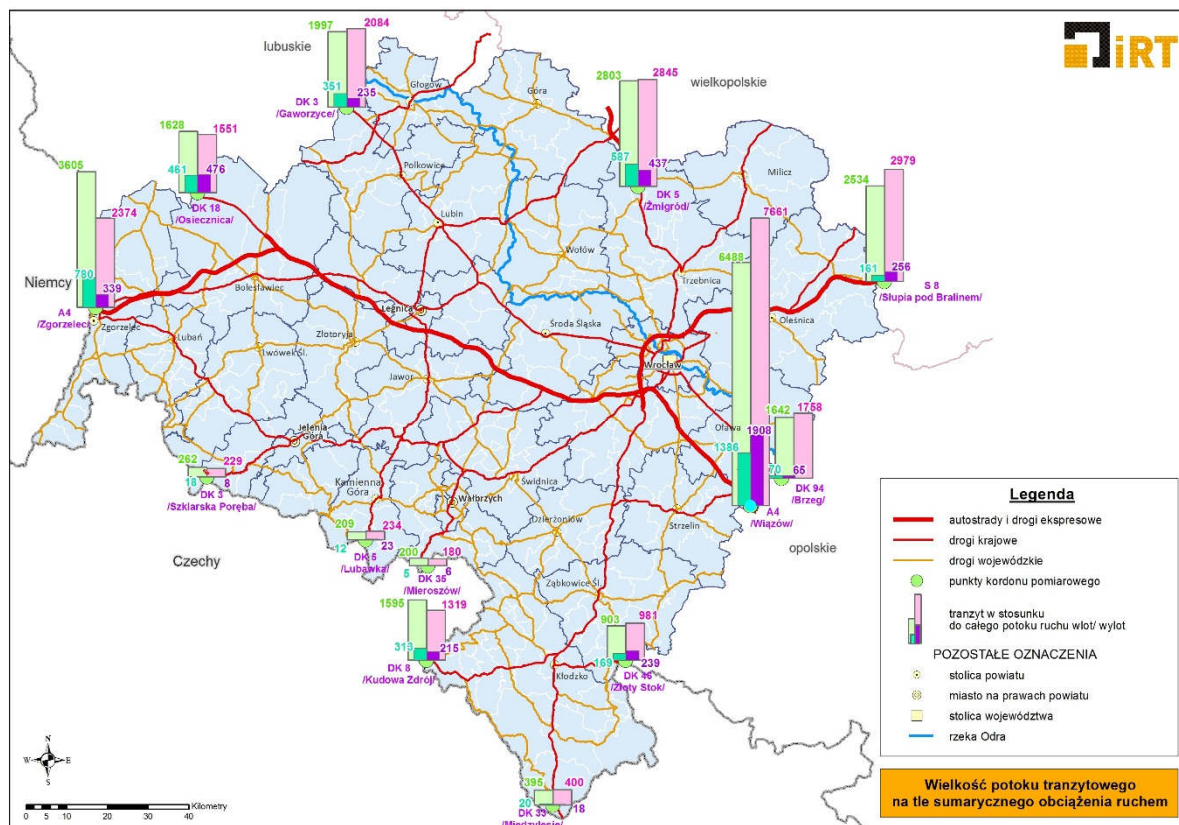 iRT
lubuskie
wielkopolskie
Niemcy
Czechy
opolskie
1997
2084
351
235
DK 3
/Gaworzyce/
Głogów
Góra
2803
2845
587
437
DK 5
/Żmigród/
1628
1551
461
476
DK 18
/Osiecznica/
3605
2374
780
339
A4
/Zgorzelec/
Zgorzelec
Polkowice
Lubin
Milicz
2534
2979
161
256
S 8
/Słupia pod Bralinem/
7661
6488
1386
1908
A4
/Wiązów/
1642
1758
70
65
DK 94
/Brzeg/
Wołów
Trzebnica
Oleśnica
Bolesławiec
Legnica
Środa Śląska
Wrocław
Lubań
Lwówek Śl.
Złotoryja
Jawor
Oława
Jelenia
Góra
262
229
18
8
DK 3
/Szklarska Poręba/
Kamienna
Góra
Wałbrzych
Świdnica
Dzierżoniów
Strzelin
209
234
12
23
DK 5
/Lubawka/
200
180
5
6
DK 35
/Mieroszów/
Ząbkowice Śl.
1595
1319
313
215
DK 8
/Kudowa Zdrój/
903
981
169
239
DK 46
/Złoty Stok/
Kłodzko
395
400
20
18
DK 33
/Międzylesie/
N
W
E
S
Kilometry
0 5 10 20 30 40
Legenda
autostrady i drogi ekspresowe
drogi krajowe
drogi wojewódzkie
punkty kordonu pomiarowego
tranzyt w stosunku
do całego potoku ruchu wlot/ wylot
POZOSTAŁE OZNACZENIA
stolica powiatu
miasto na prawach powiatu
stolica województwa
rzeka Odra
Wielkość potoku tranzytowego
na tle sumarycznego obciążenia ruchem